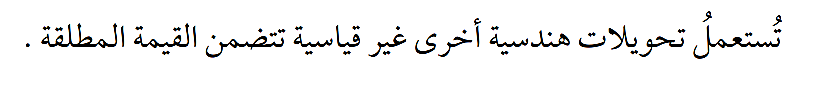 تُستعملُ تحويلات هندسية أخرى غير قياسية تتضمن القيمة المطلقة .